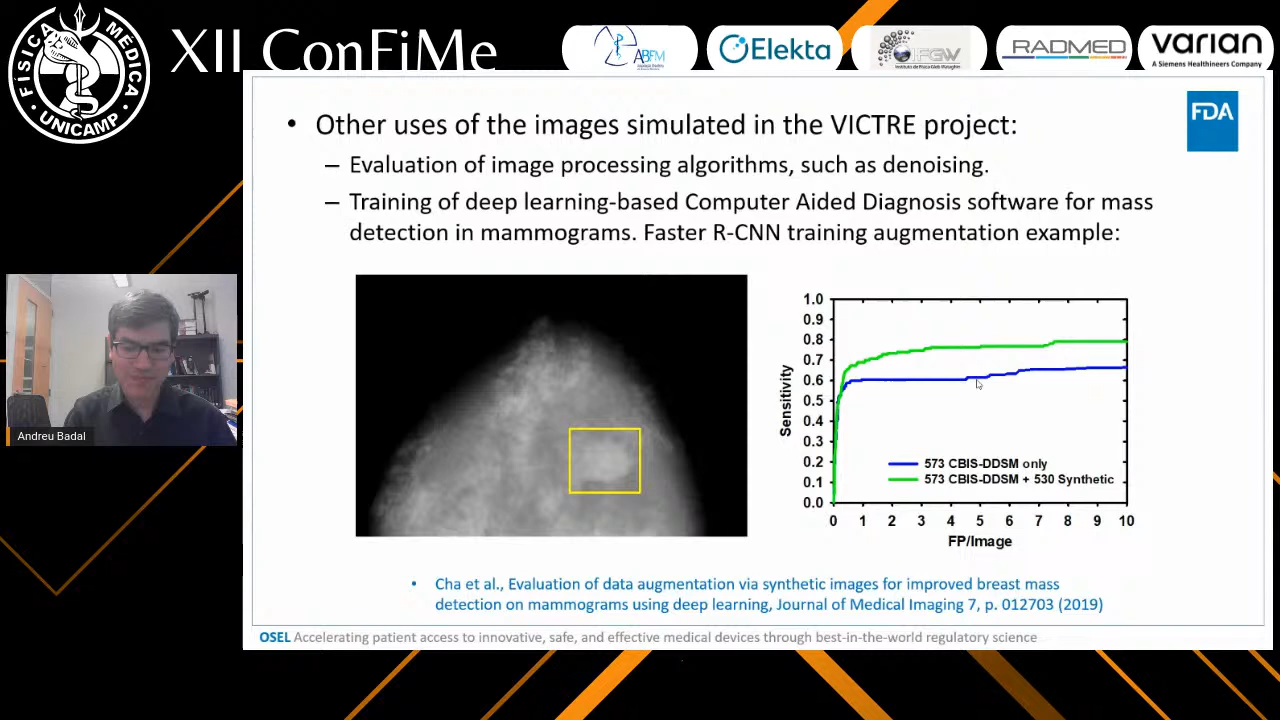 FÍSICA MÉDICA
UNICAMP
XII ConFiMe
ABFM
Elekta
IFGW
RADMED
varian
A Siemens Healthineers Company
FDA
• Other uses of the images simulated in the VICTRE project:
– Evaluation of image processing algorithms, such as denoising.
– Training of deep learning-based Computer Aided Diagnosis software for mass
detection in mammograms. Faster R-CNN training augmentation example:
Andreu Badal
Sensitivity
1.0
0.9
0.8
0.7
0.6
0.5
0.4
0.3
0.2
0.1
0.0
573 CBIS-DDSM only
573 CBIS-DDSM + 530 Synthetic
0 1 2 3 4 5 6 7 8 9 10
FP/Image
• Cha et al., Evaluation of data augmentation via synthetic images for improved breast mass
detection on mammograms using deep learning, Journal of Medical Imaging 7, p. 012703 (2019)
OSEL Accelerating patient access to innovative, safe, and effective medical devices through best-in-the-world regulatory science